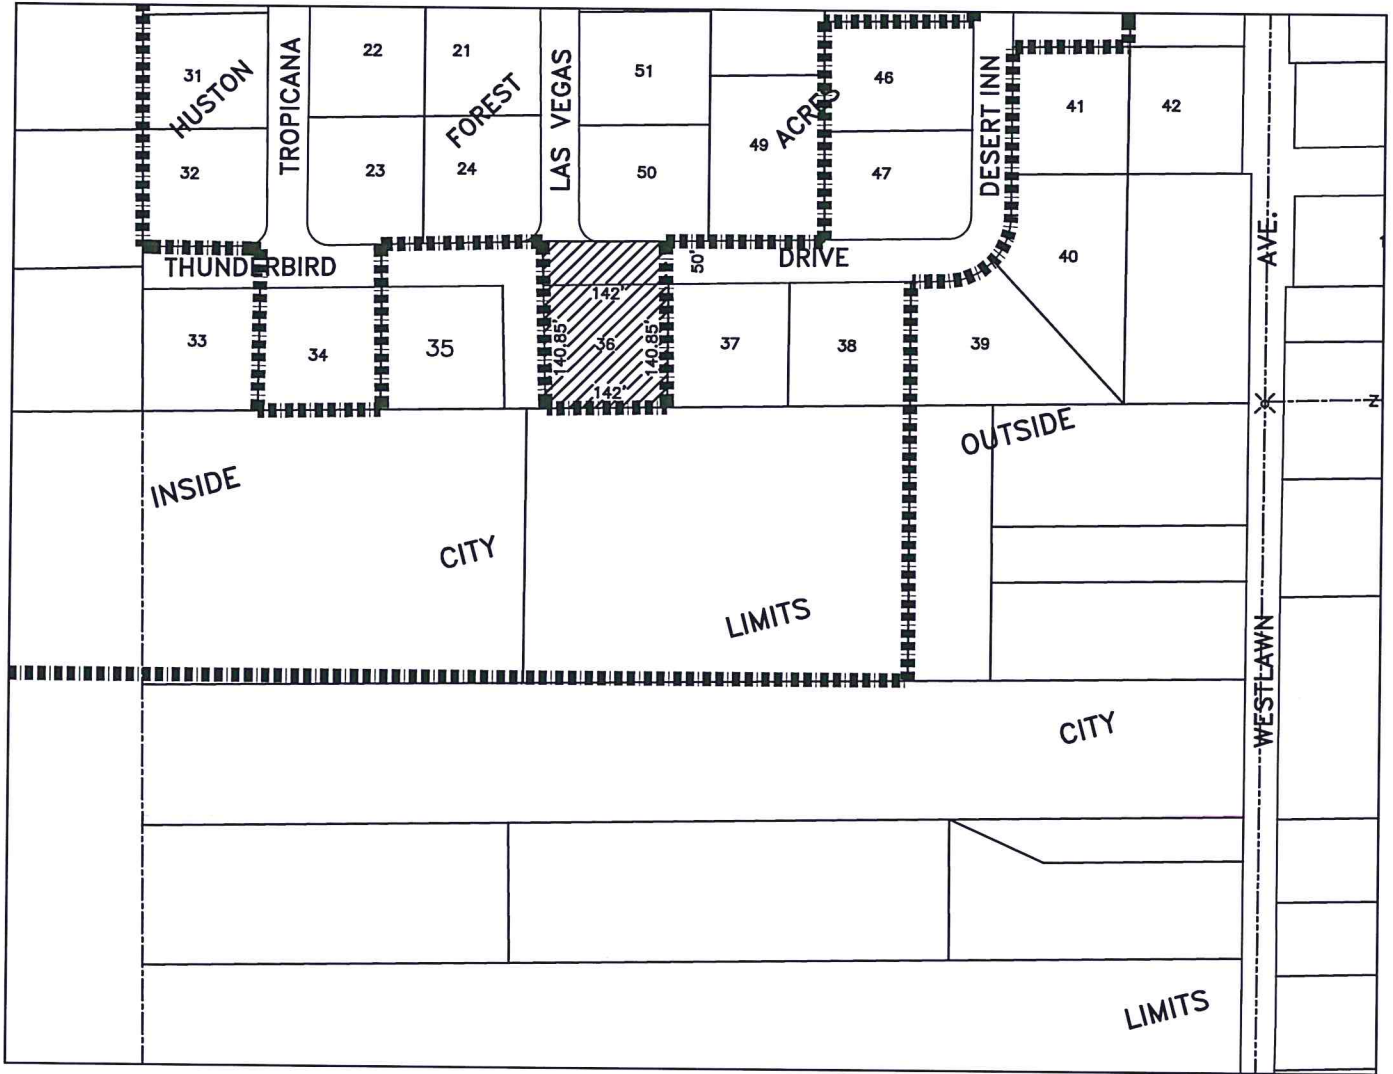 31
HUSTON
32
TROPICANA
22
21
FOREST
23
24
LAS VEGAS
51
50
49
ACRES
46
47
DESERT INN
41
42
40
THUNDERBIRD
DRIVE
50'
33
34
35
142'
140.85'
36
140.85'
142'
37
38
39
AVE.
WESTLAWN
Z
INSIDE
CITY
LIMITS
OUTSIDE
CITY
LIMITS